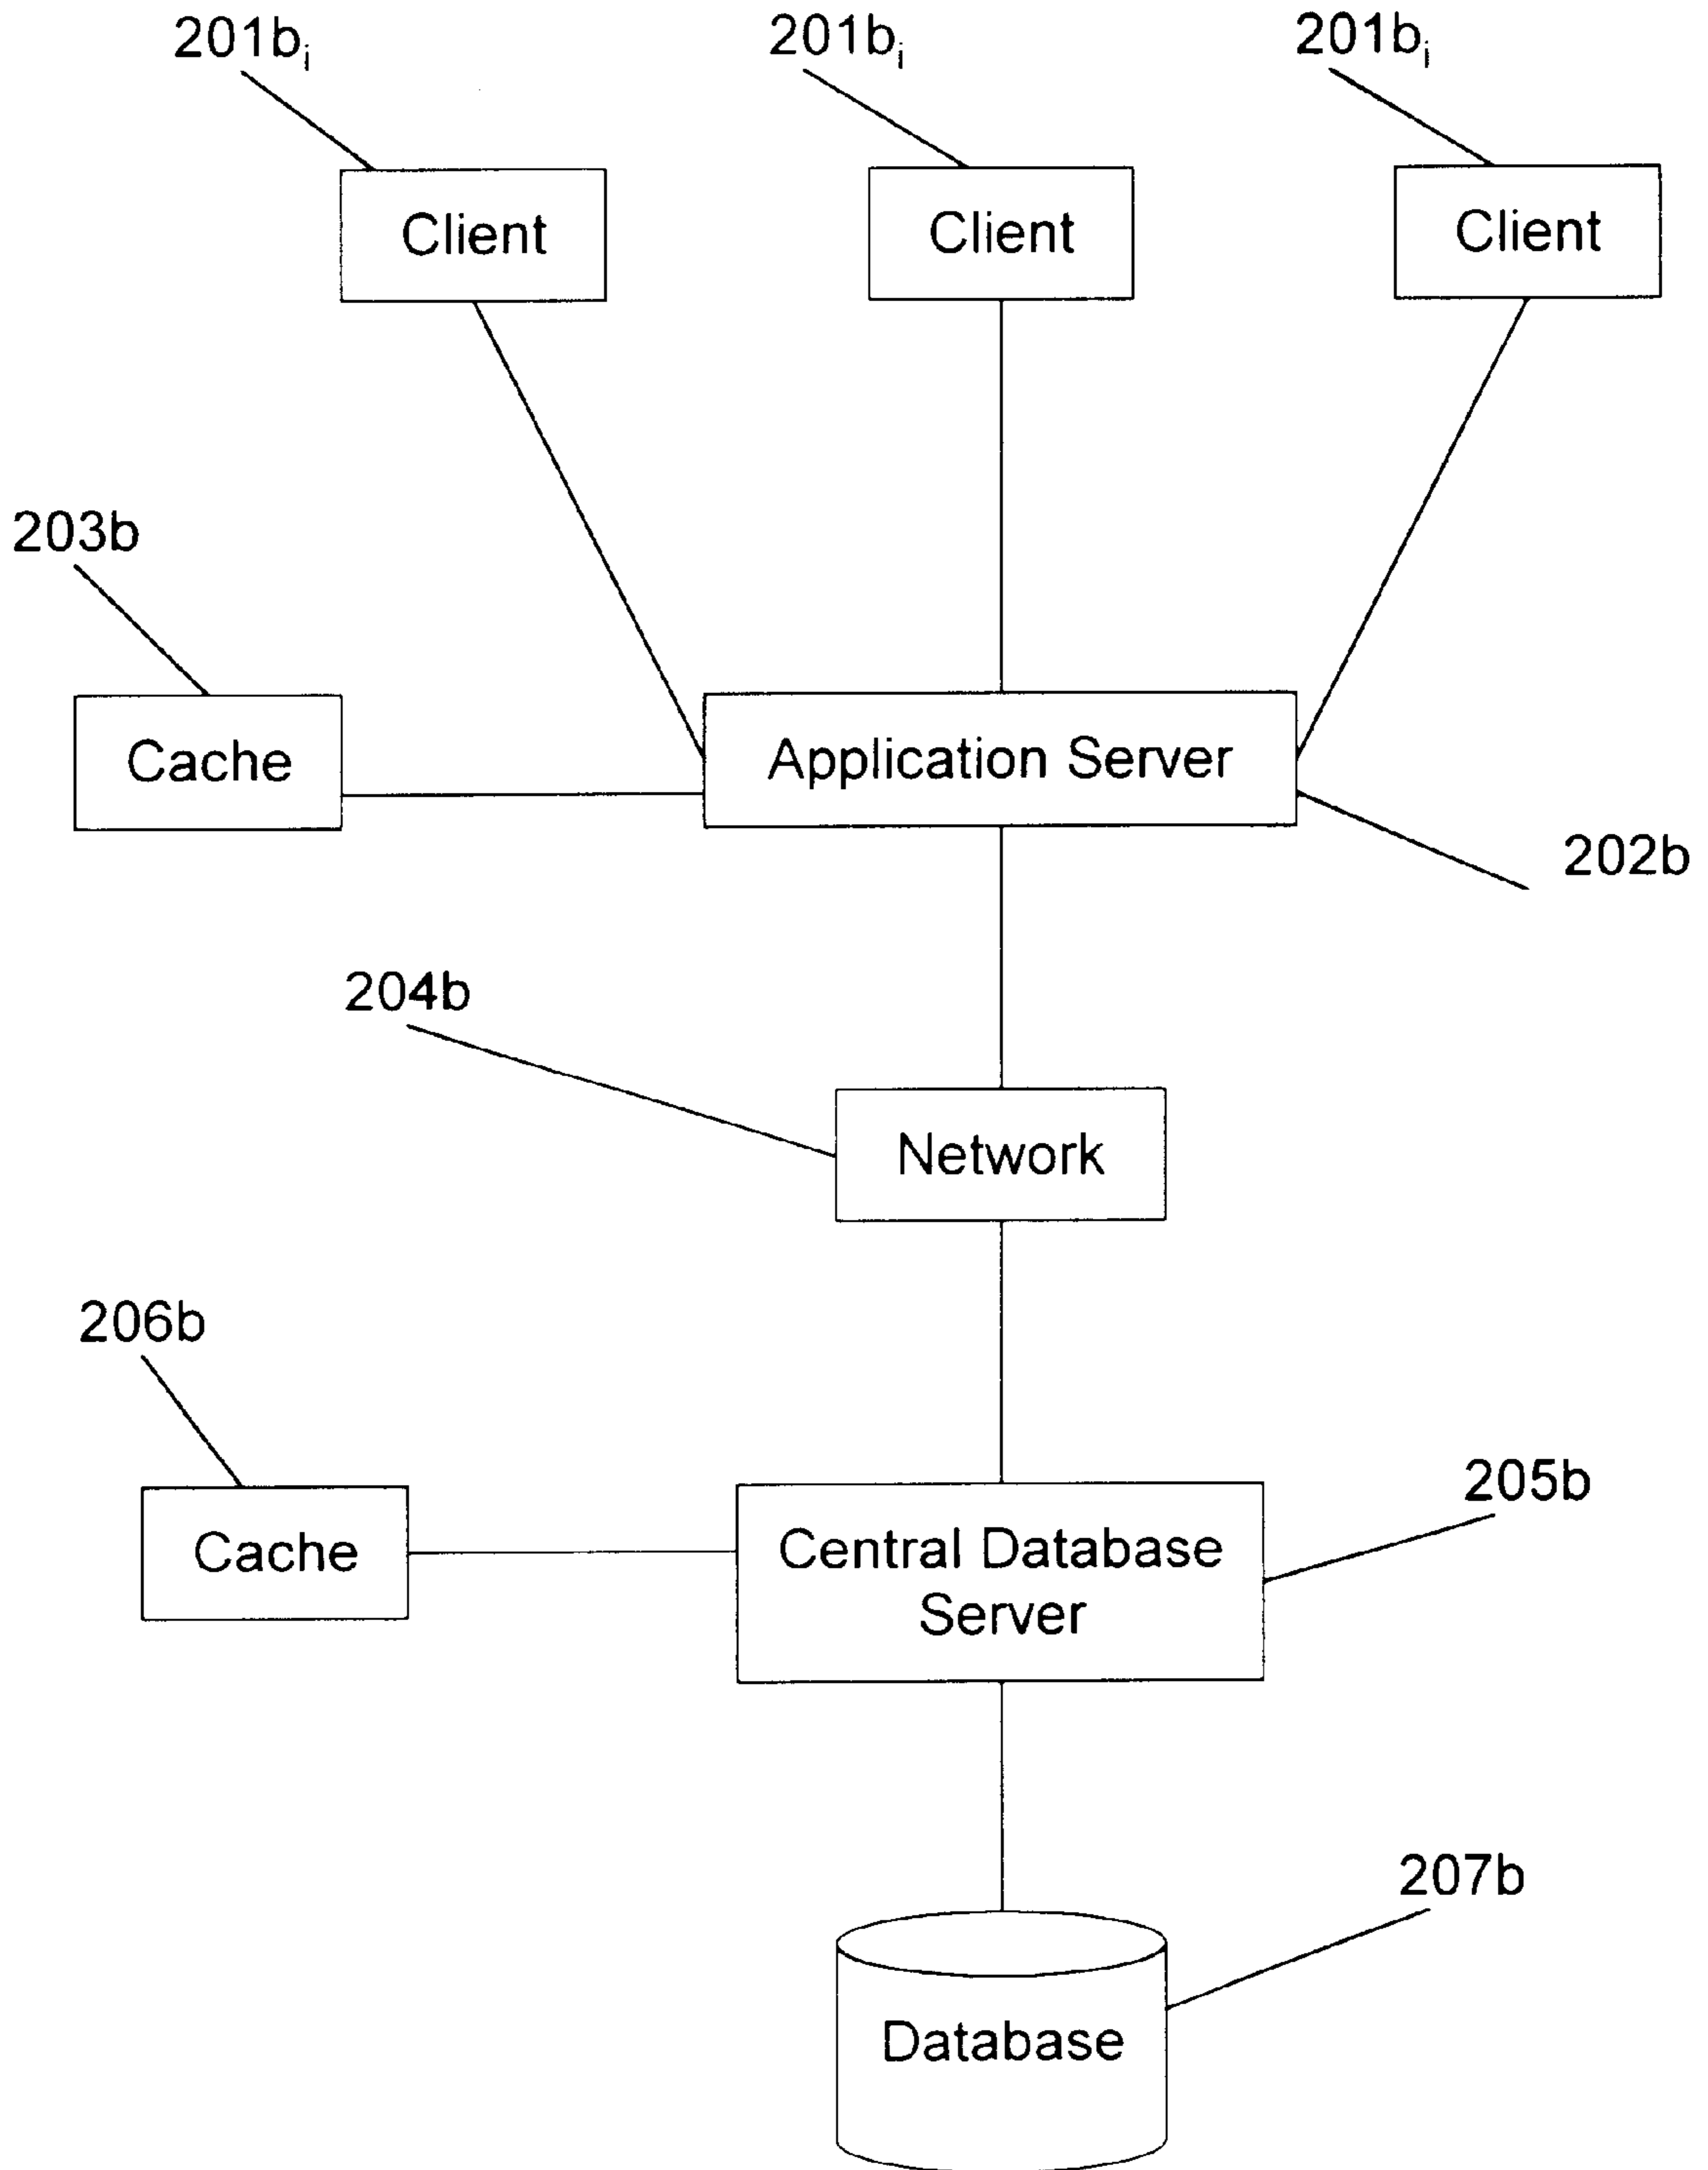 201bᵢ
201bᵢ
201bᵢ
Client
Client
Client
203b
Cache
Application Server
202b
204b
Network
206b
205b
Cache
Central Database
Server
207b
Database